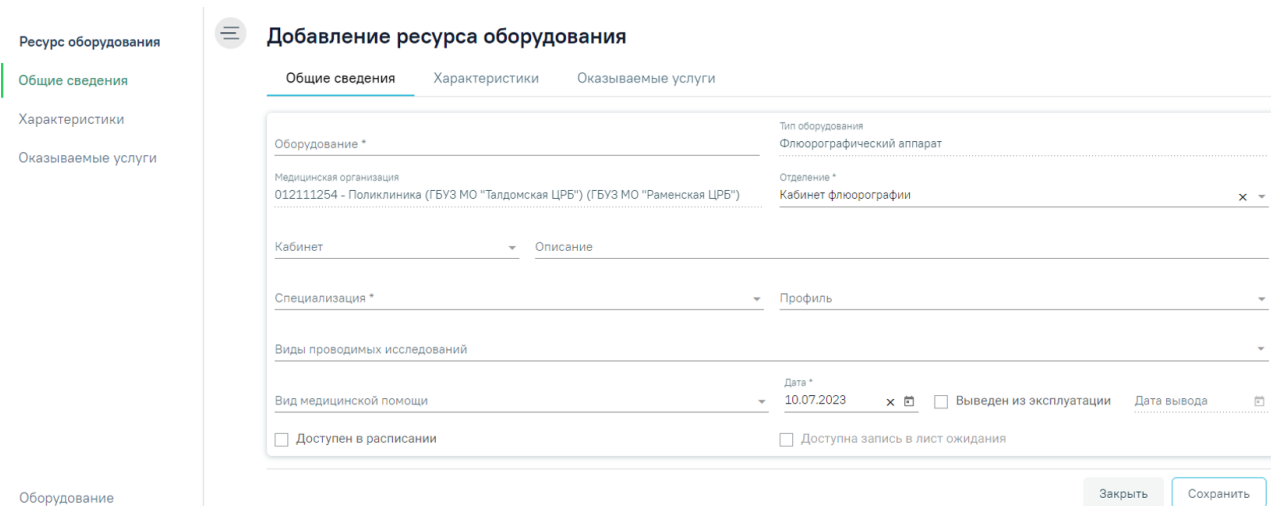 Ресурс оборудования
Общие сведения
Характеристики
Оказываемые услуги
Оборудование
Добавление ресурса оборудования
Общие сведения Характеристики Оказываемые услуги
Оборудование *
Тип оборудования
Флюорографический аппарат
Медицинская организация
012111254 - Поликлиника (ГБУЗ МО "Талдомская ЦРБ") (ГБУЗ МО "Раменская ЦРБ")
Отделение *
Кабинет флюорографии
Кабинет Описание
Специализация * Профиль
Виды проводимых исследований
Вид медицинской помощи
Дата *
10.07.2023 Выведен из эксплуатации Дата вывода
Доступен в расписании Доступна запись в лист ожидания
Закрыть Сохранить